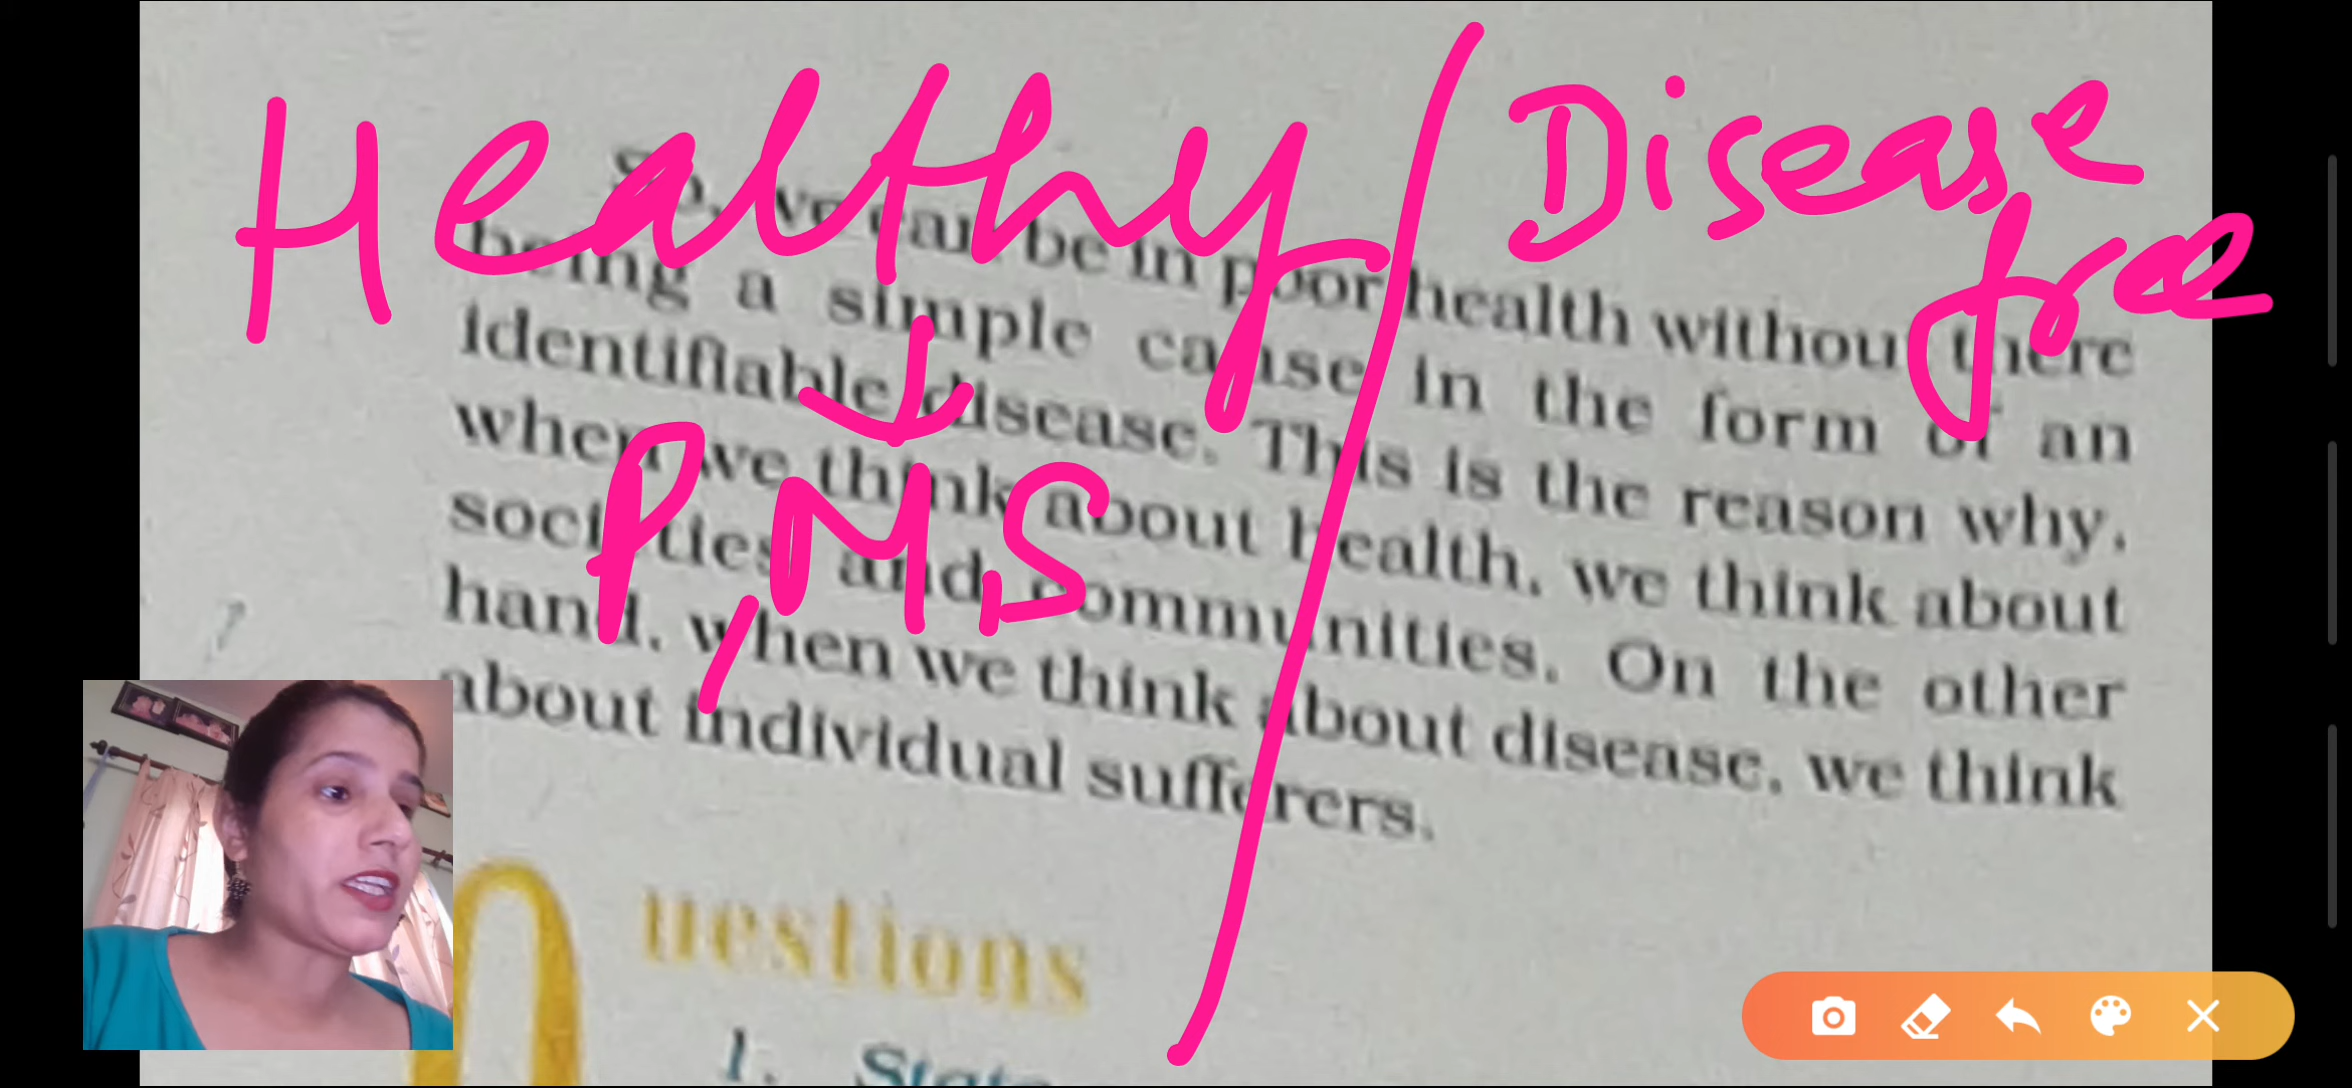 Healthy / Disease
free
P, M, S
So, we can be in poor health without there
being a simple cause in the form of an
identifiable disease. This is the reason why,
when we think about health, we think about
societies and communities. On the other
hand, when we think about disease, we think
about individual sufferers.
Questions
1. State